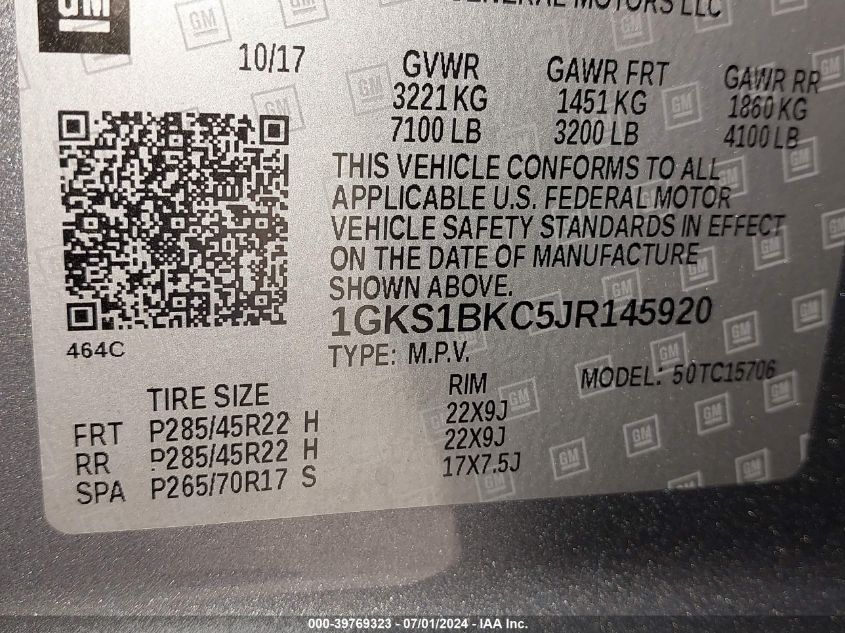 GM
GENERAL MOTORS LLC
10/17
GVWR GAWR FRT GAWR RR
3221 KG 1451 KG 1860 KG
7100 LB 3200 LB 4100 LB
THIS VEHICLE CONFORMS TO ALL
APPLICABLE U.S. FEDERAL MOTOR
VEHICLE SAFETY STANDARDS IN EFFECT
ON THE DATE OF MANUFACTURE
SHOWN ABOVE.
1GKS1BKC5JR145920
464C
TYPE: M.P.V.
MODEL: 50TC15706
TIRE SIZE RIM
FRT P285/45R22 H 22X9J
RR P285/45R22 H 22X9J
SPA P265/70R17 S 17X7.5J
000-39769323 - 07/01/2024 - IAA Inc.